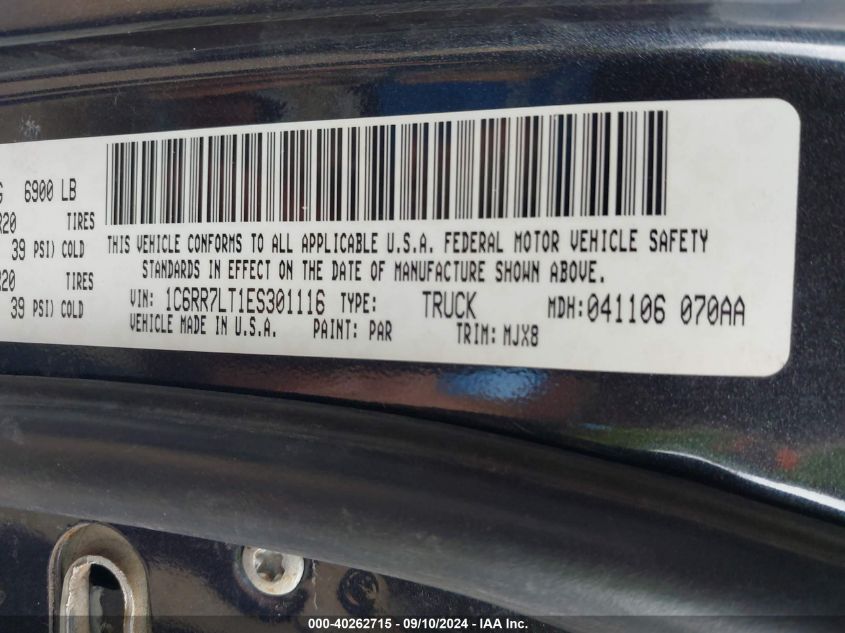 G 6900 LB
R20 TIRES
39 PSI) COLD
R20 TIRES
39 PSI) COLD
THIS VEHICLE CONFORMS TO ALL APPLICABLE U.S.A. FEDERAL MOTOR VEHICLE SAFETY
STANDARDS IN EFFECT ON THE DATE OF MANUFACTURE SHOWN ABOVE.
VIN: 1C6RR7LT1ES301116 TYPE: TRUCK MDH:041106 070AA
VEHICLE MADE IN U.S.A. PAINT: PAR TRIM: MJX8
000-40262715 - 09/10/2024 - IAA Inc.